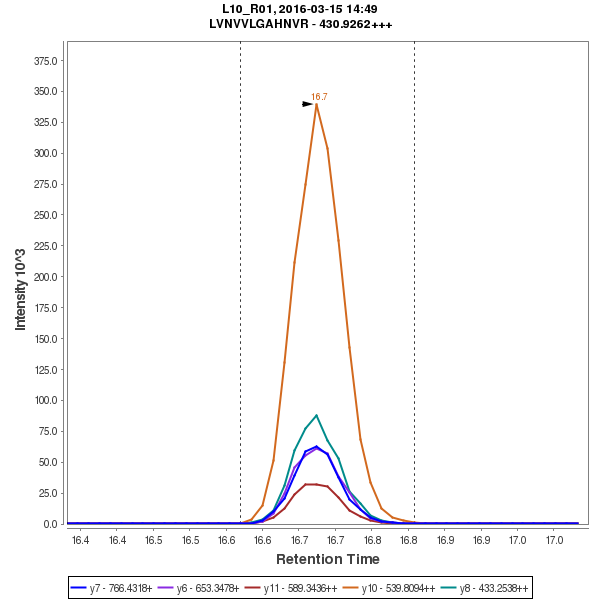 L10_R01, 2016-03-15 14:49
LVNVVLGAHNVR - 430.9262+++
16.7
375.0
350.0
325.0
300.0
275.0
250.0
225.0
200.0
175.0
150.0
125.0
100.0
75.0
50.0
25.0
0.0
Intensity 10^3
16.4 16.4 16.5 16.5 16.6 16.6 16.7 16.7 16.8 16.8 16.9 16.9 17.0 17.0
Retention Time
y7 - 766.4318+ y6 - 653.3478+ y11 - 589.3436++ y10 - 539.8094++ y8 - 433.2538++